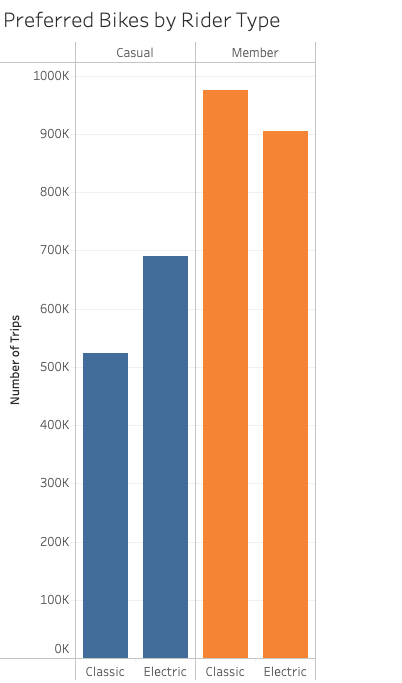 Preferred Bikes by Rider Type
Casual Member
1000K
900K
800K
700K
600K
500K
400K
300K
200K
100K
0K
Number of Trips
Classic Electric Classic Electric